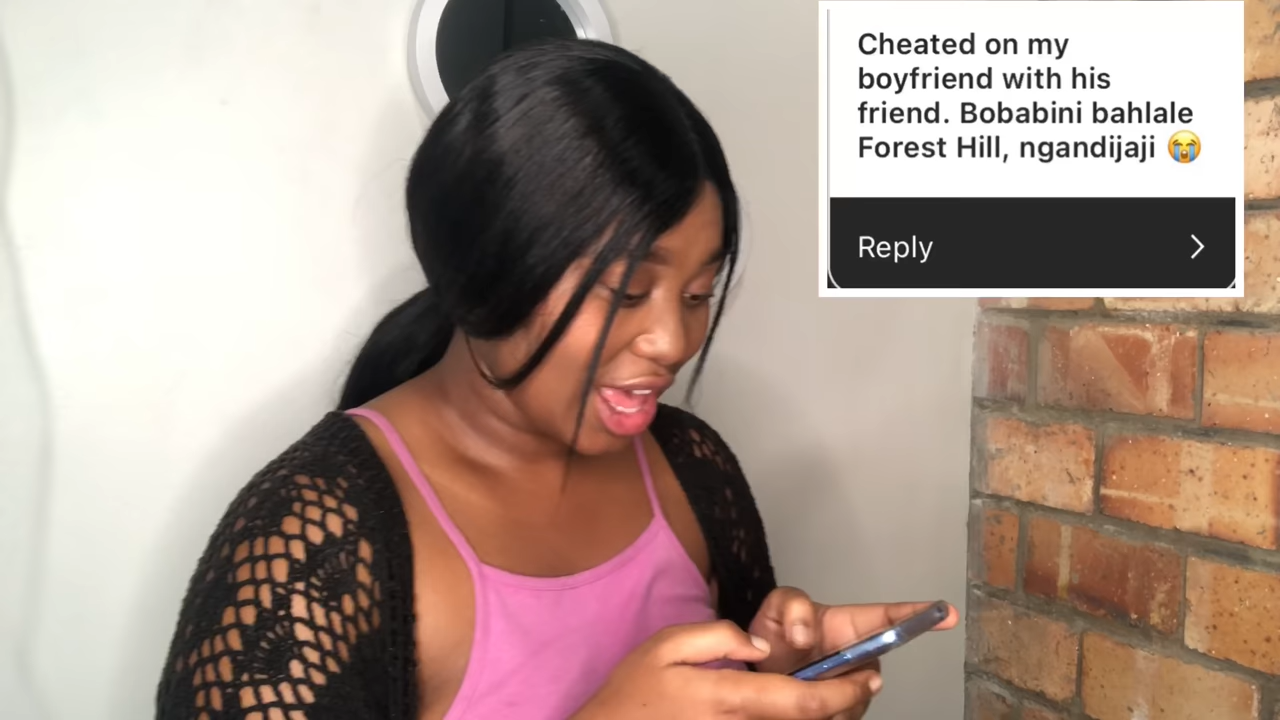 Cheated on my
boyfriend with his
friend. Bobabini bahlale
Forest Hill, ngandijaji 😭
Reply